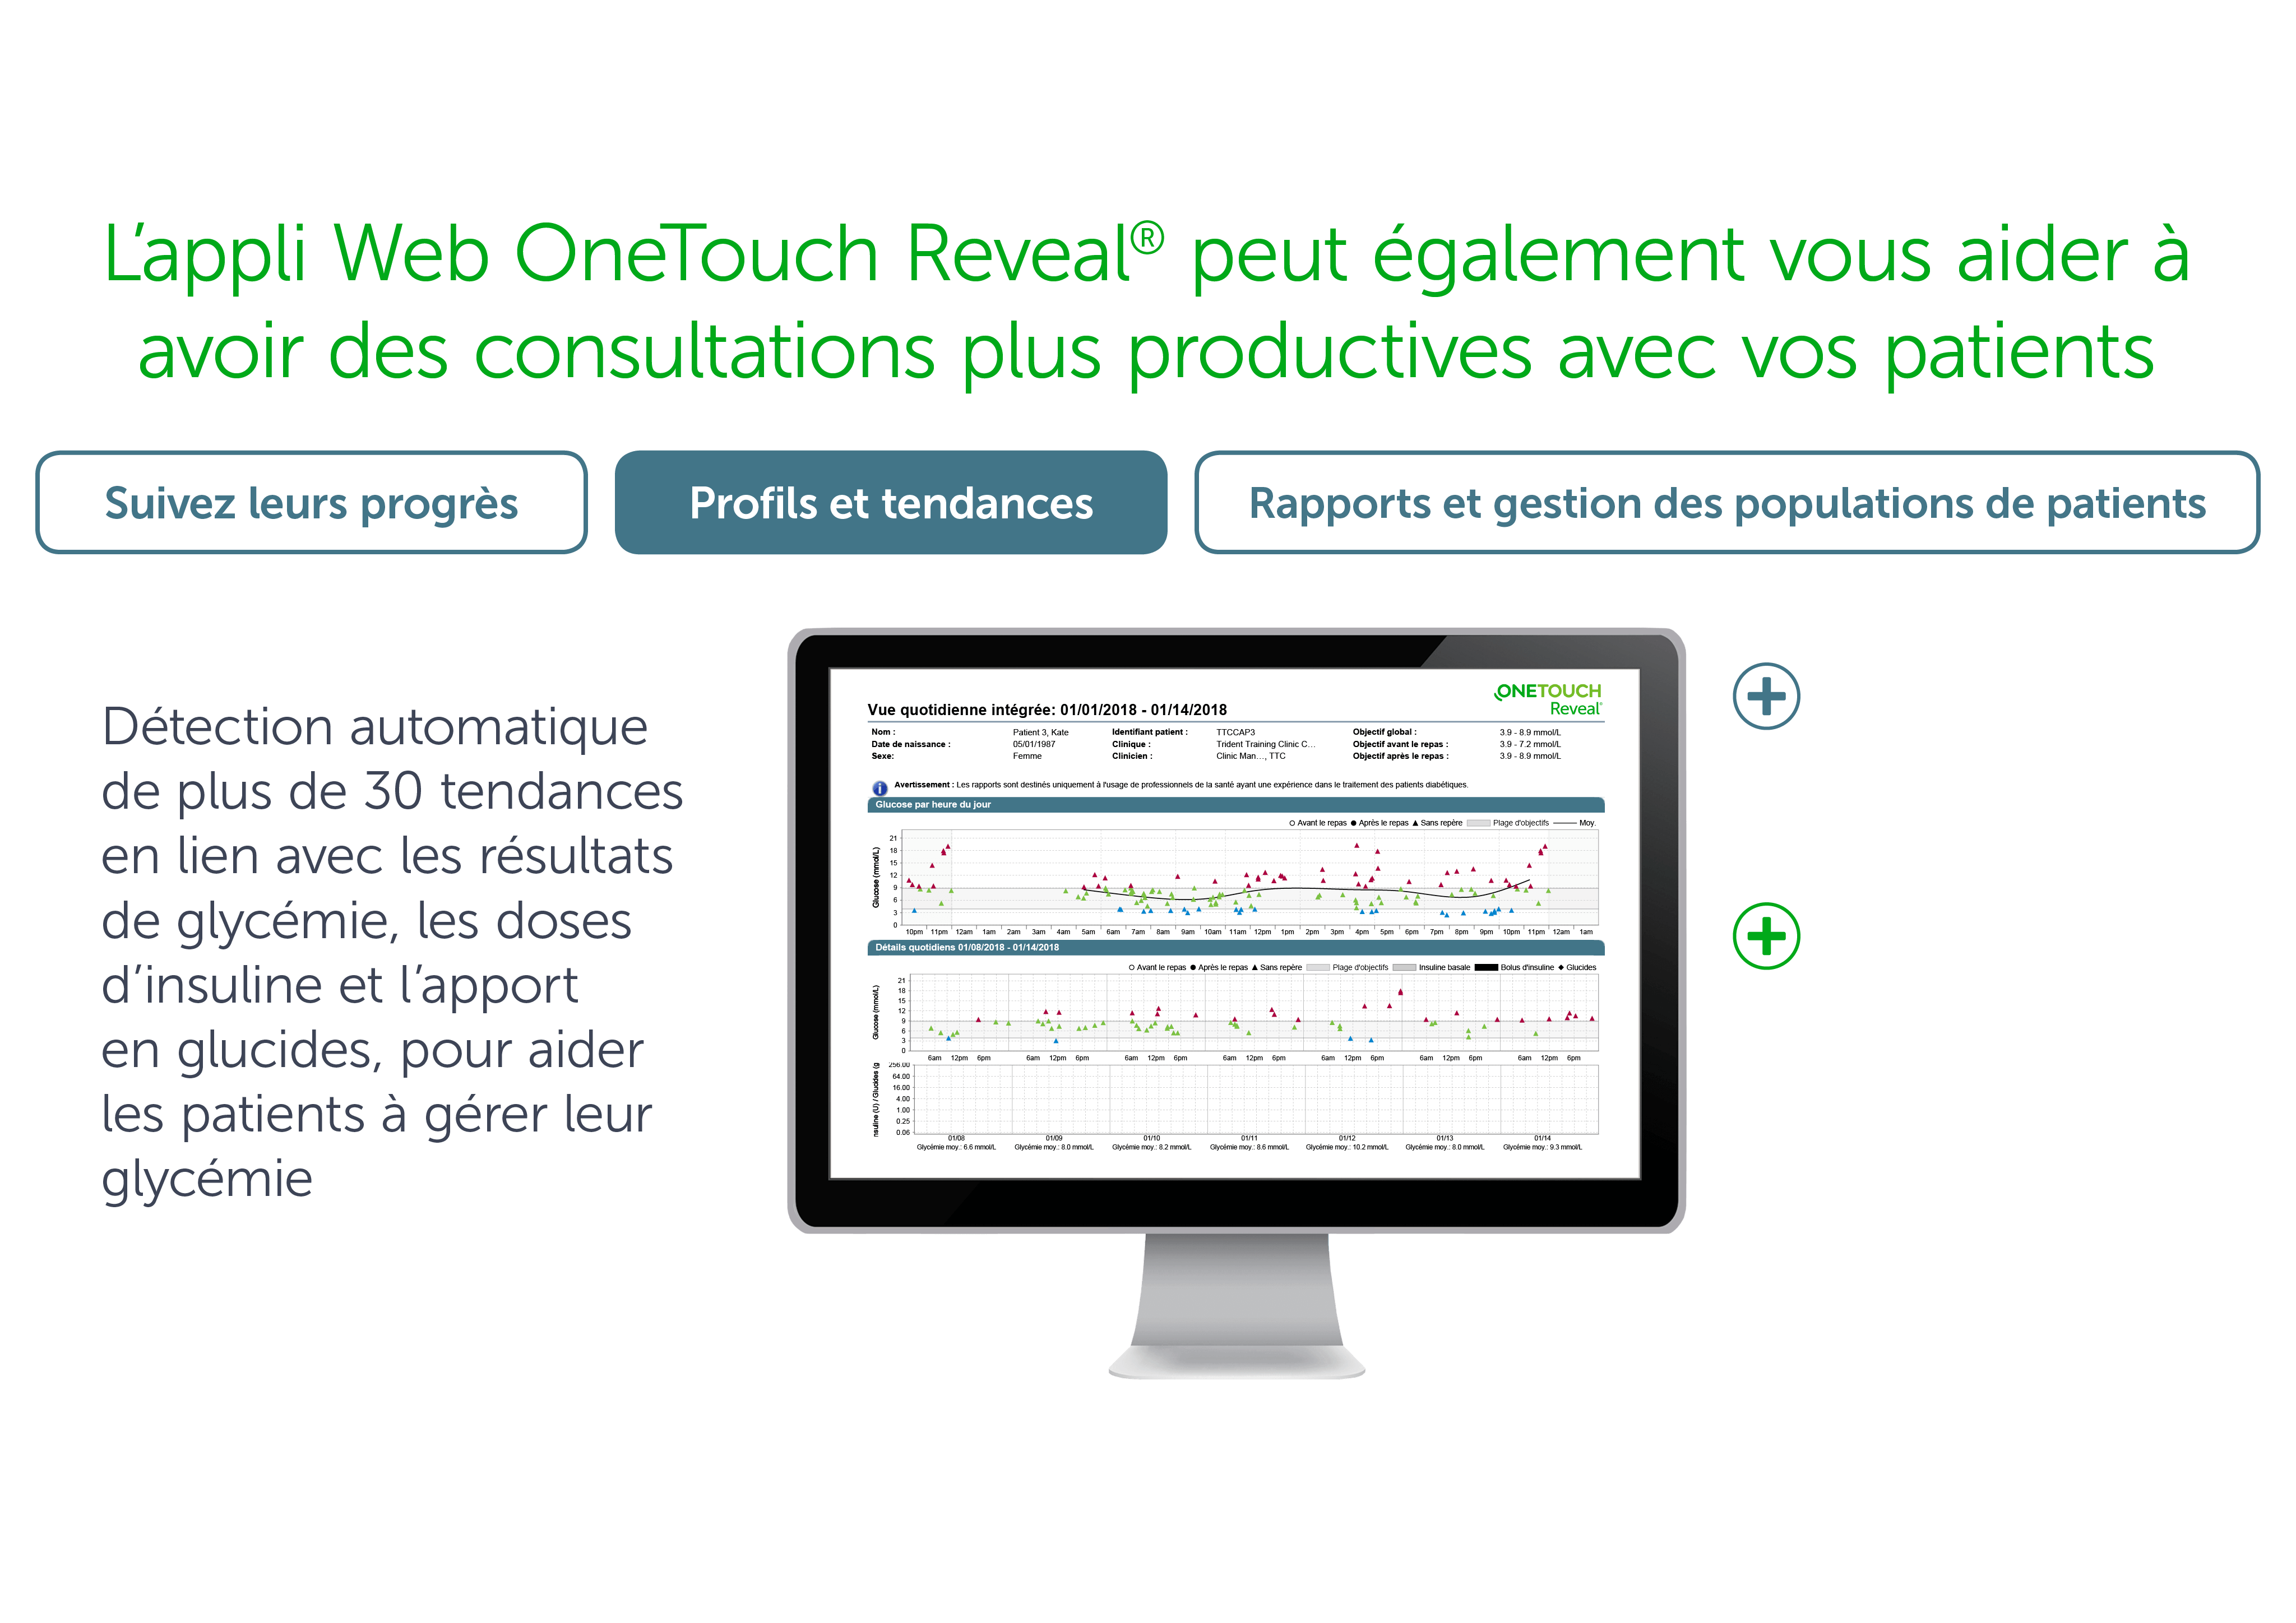 L'appli Web OneTouch Reveal® peut également vous aider à
avoir des consultations plus productives avec vos patients
Suivez leurs progrès
Profils et tendances
Rapports et gestion des populations de patients
Détection automatique
de plus de 30 tendances
en lien avec les résultats
de glycémie, les doses
d'insuline et l'apport
en glucides, pour aider
les patients à gérer leur
glycémie
ONETOUCH
Reveal®
Vue quotidienne intégrée: 01/01/2018 - 01/14/2018
Nom : Patient 3, Kate Identifiant patient : TTCCAP3 Objectif global : 3.9 - 8.9 mmol/L
Date de naissance : 05/01/1987 Clinique : Trident Training Clinic C... Objectif avant le repas : 3.9 - 7.2 mmol/L
Sexe: Femme Clinicien : Clinic Man..., TTC Objectif après le repas : 3.9 - 8.9 mmol/L
i Avertissement : Les rapports sont destinés uniquement à l'usage de professionnels de la santé ayant une expérience dans le traitement des patients diabétiques.
Glucose par heure du jour
Avant le repas Après le repas Sans repère Plage d'objectifs Moy.
Glucose (mmol/L)
21
18
15
12
9
6
3
0
10pm 11pm 12am 1am 2am 3am 4am 5am 6am 7am 8am 9am 10am 11am 12pm 1pm 2pm 3pm 4pm 5pm 6pm 7pm 8pm 9pm 10pm 11pm 12am 1am
Détails quotidiens 01/08/2018 - 01/14/2018
Avant le repas Après le repas Sans repère Plage d'objectifs Insuline basale Bolus d'insuline Glucides
Glucose (mmol/L)
21
18
15
12
9
6
3
0
6am 12pm 6pm 6am 12pm 6pm 6am 12pm 6pm 6am 12pm 6pm 6am 12pm 6pm 6am 12pm 6pm 6am 12pm 6pm
nsuline (U) / Glucides (g
256.00
64.00
16.00
4.00
1.00
0.25
0.06
01/08 01/09 01/10 01/11 01/12 01/13 01/14
Glycémie moy.: 6.6 mmol/L Glycémie moy.: 8.0 mmol/L Glycémie moy.: 8.2 mmol/L Glycémie moy.: 8.6 mmol/L Glycémie moy.: 10.2 mmol/L Glycémie moy.: 8.0 mmol/L Glycémie moy.: 9.3 mmol/L